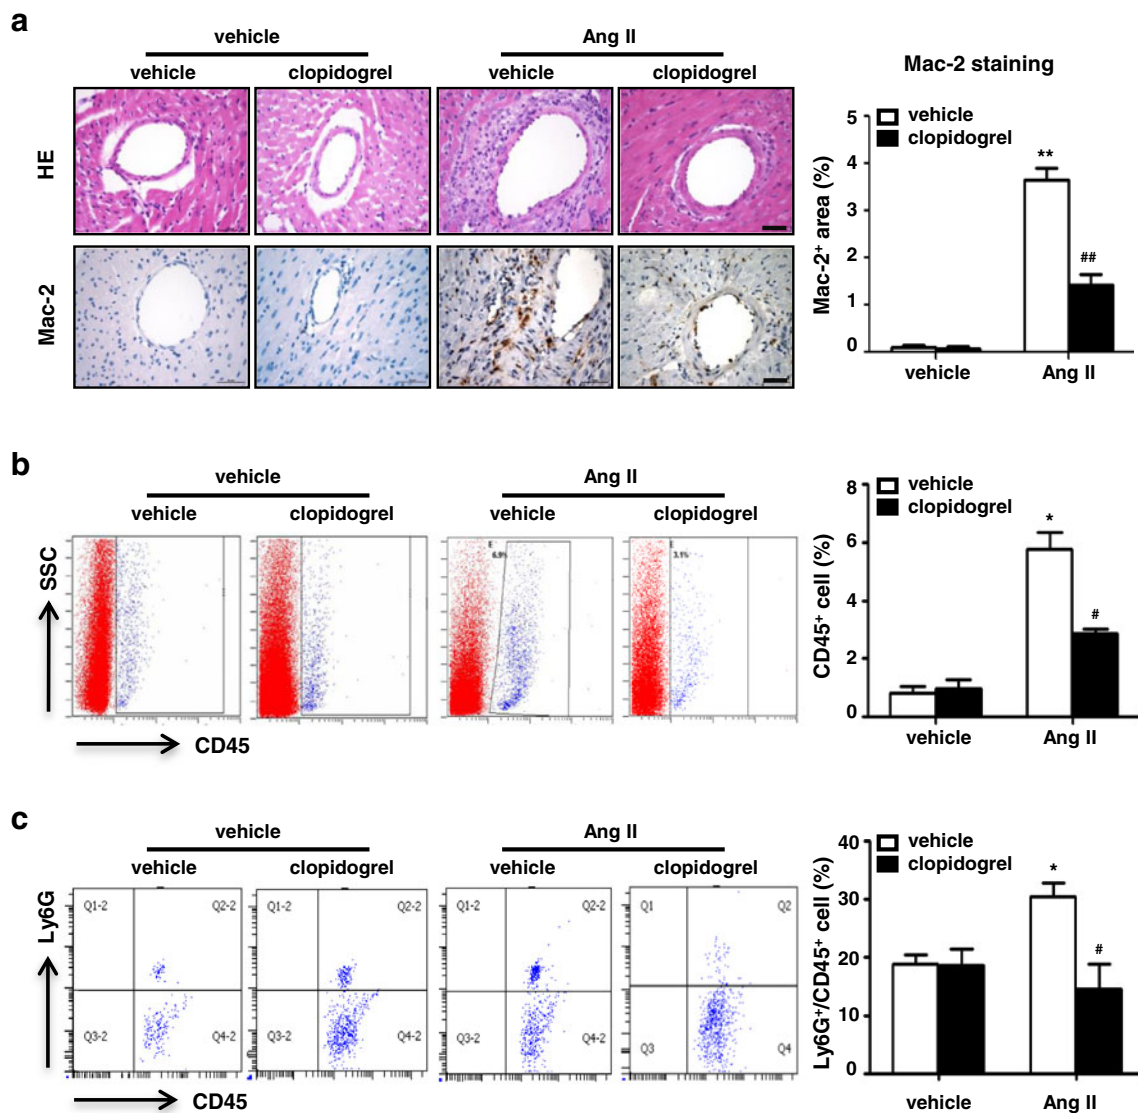 a
vehicle
Ang II
vehicle
clopidogrel
vehicle
clopidogrel
HE
Mac-2
Mac-2 staining
vehicle
clopidogrel
Mac-2⁺ area (%)
5
4
3
2
1
0
**
##
vehicle
Ang II
b
vehicle
Ang II
vehicle
clopidogrel
vehicle
clopidogrel
SSC
E
6.9%
E
3.1%
CD45
vehicle
clopidogrel
CD45⁺ cell (%)
8
6
4
2
0
*
#
vehicle
Ang II
c
vehicle
Ang II
vehicle
clopidogrel
vehicle
clopidogrel
Ly6G
Q1-2
Q2-2
Q3-2
Q4-2
Q1-2
Q2-2
Q3-2
Q4-2
Q1-2
Q2-2
Q3-2
Q4-2
Q1
Q2
Q3
Q4
CD45
vehicle
clopidogrel
Ly6G⁺/CD45⁺ cell (%)
40
30
20
10
0
*
#
vehicle
Ang II